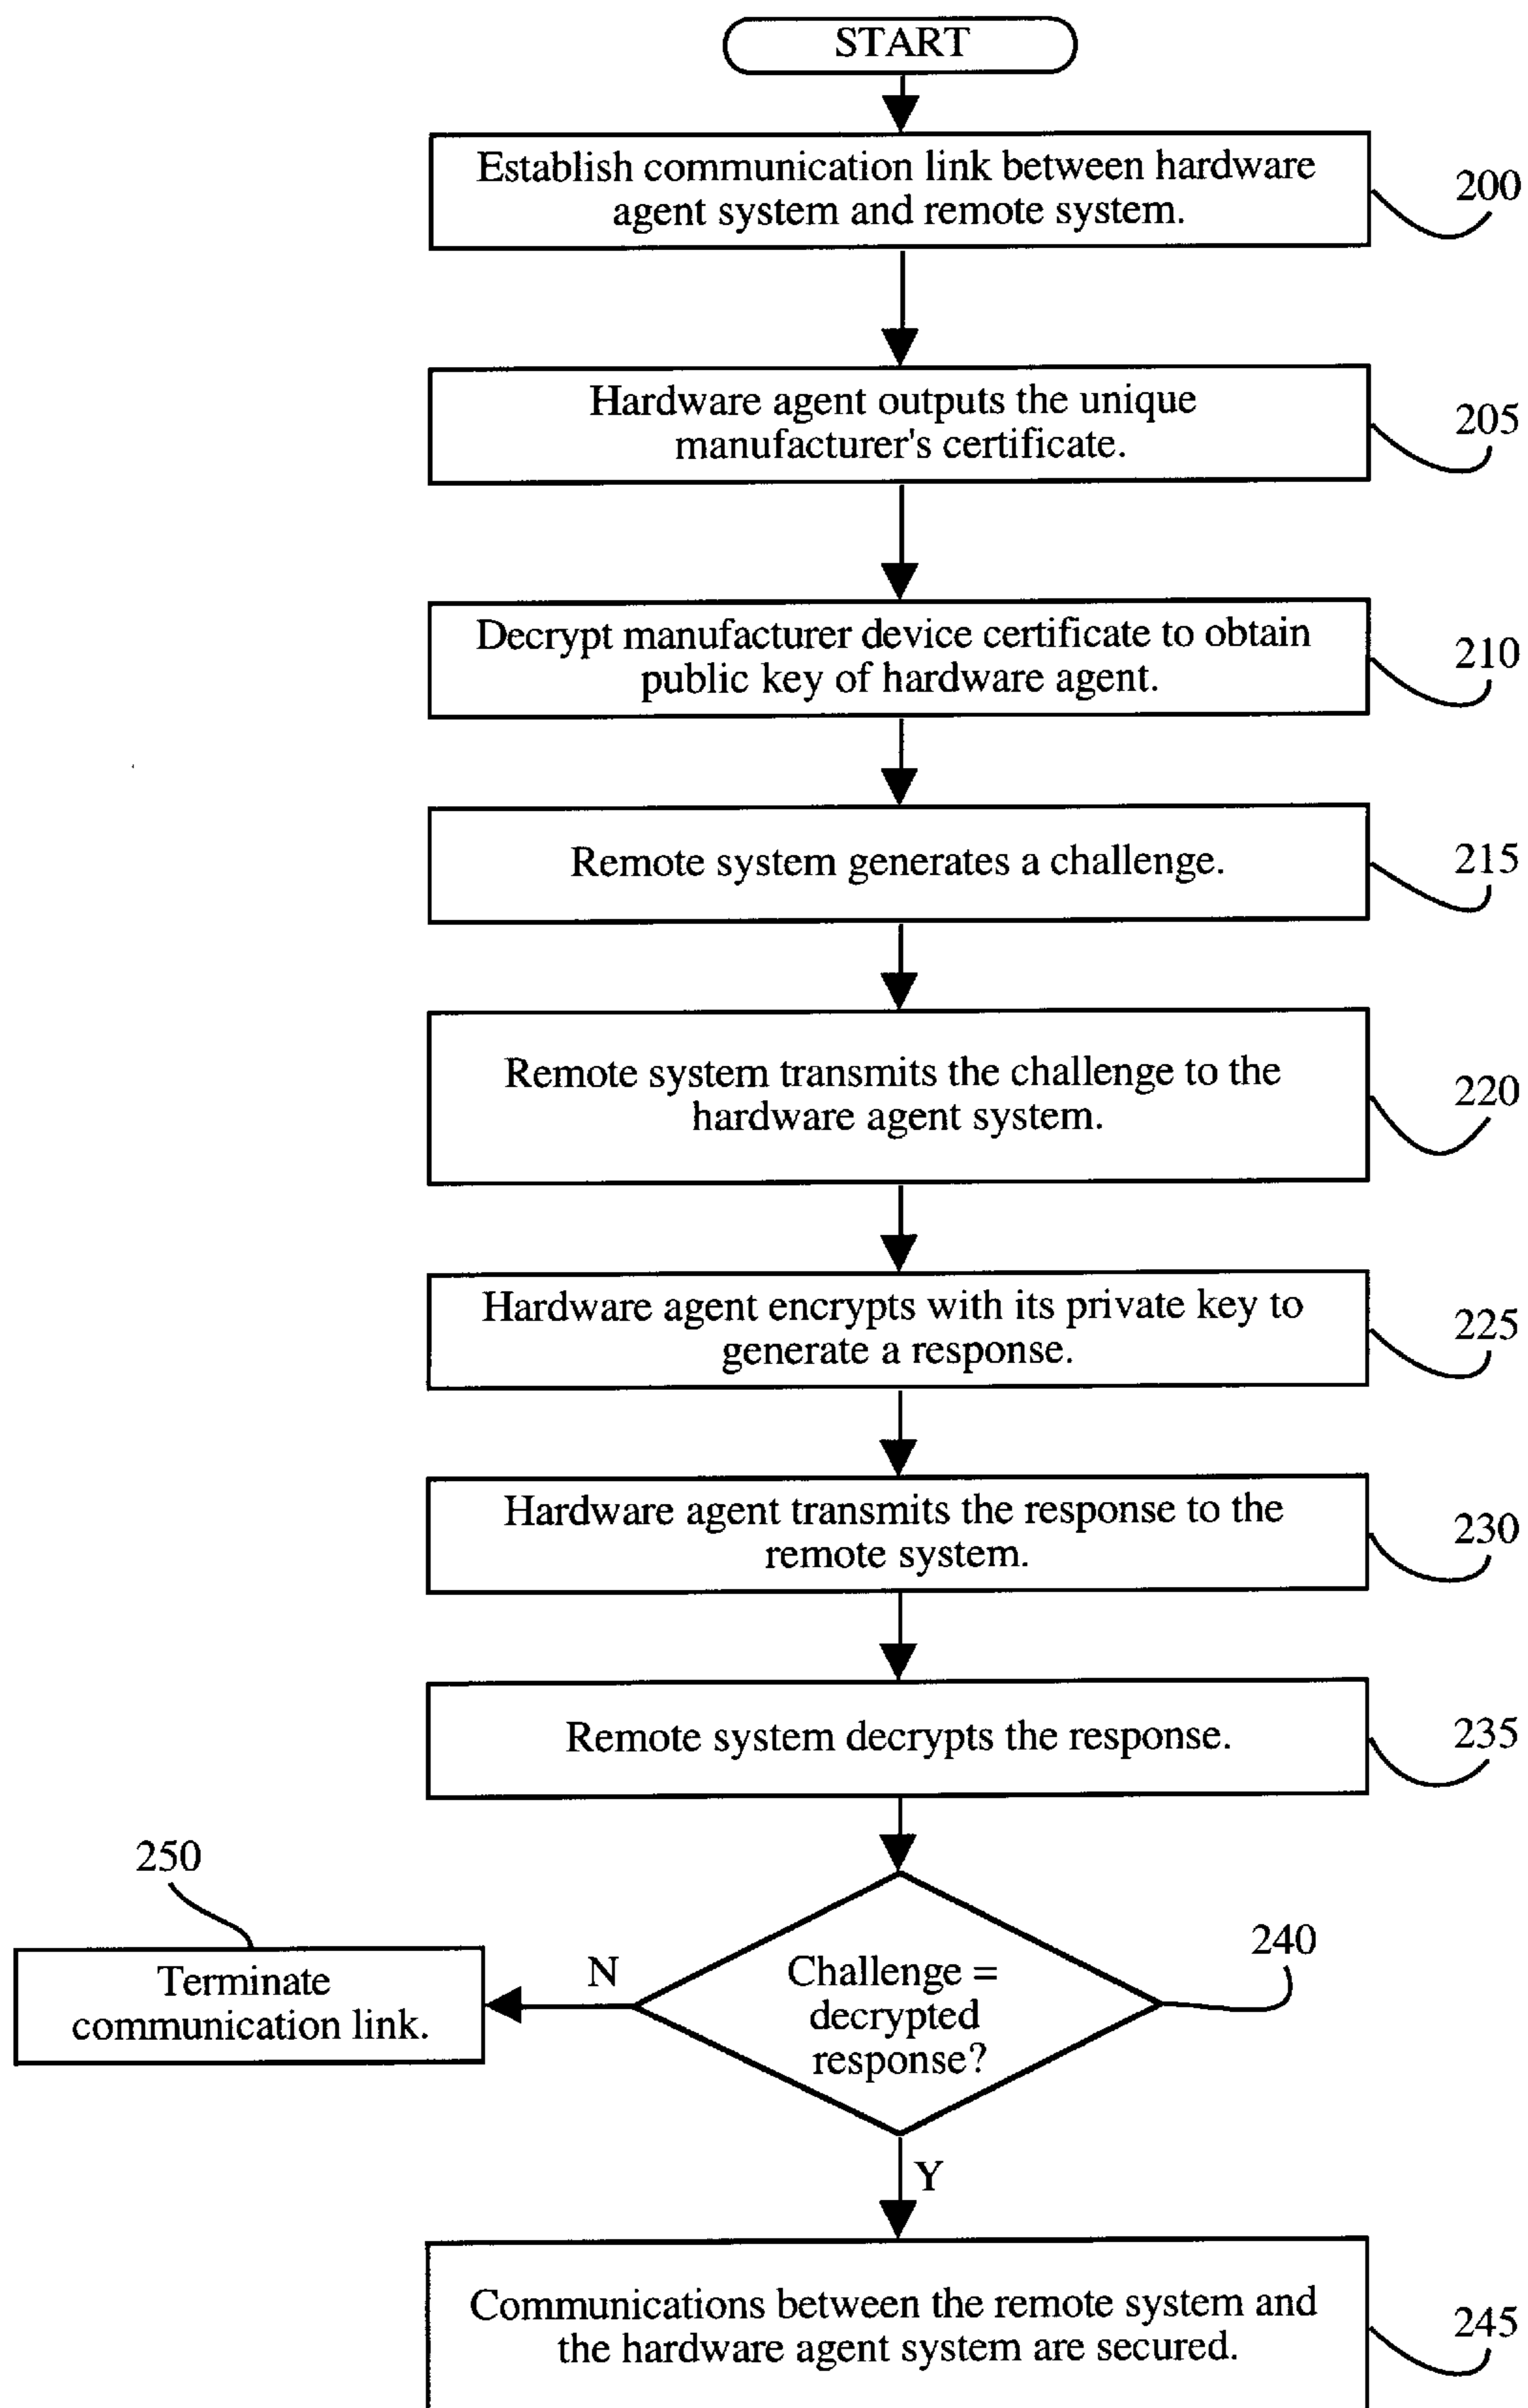 START
Establish communication link between hardware
agent system and remote system.
200
Hardware agent outputs the unique
manufacturer's certificate.
205
Decrypt manufacturer device certificate to obtain
public key of hardware agent.
210
Remote system generates a challenge.
215
Remote system transmits the challenge to the
hardware agent system.
220
Hardware agent encrypts with its private key to
generate a response.
225
Hardware agent transmits the response to the
remote system.
230
Remote system decrypts the response.
235
250
Terminate
communication link.
N
Challenge =
decrypted
response?
240
Y
Communications between the remote system and
the hardware agent system are secured.
245